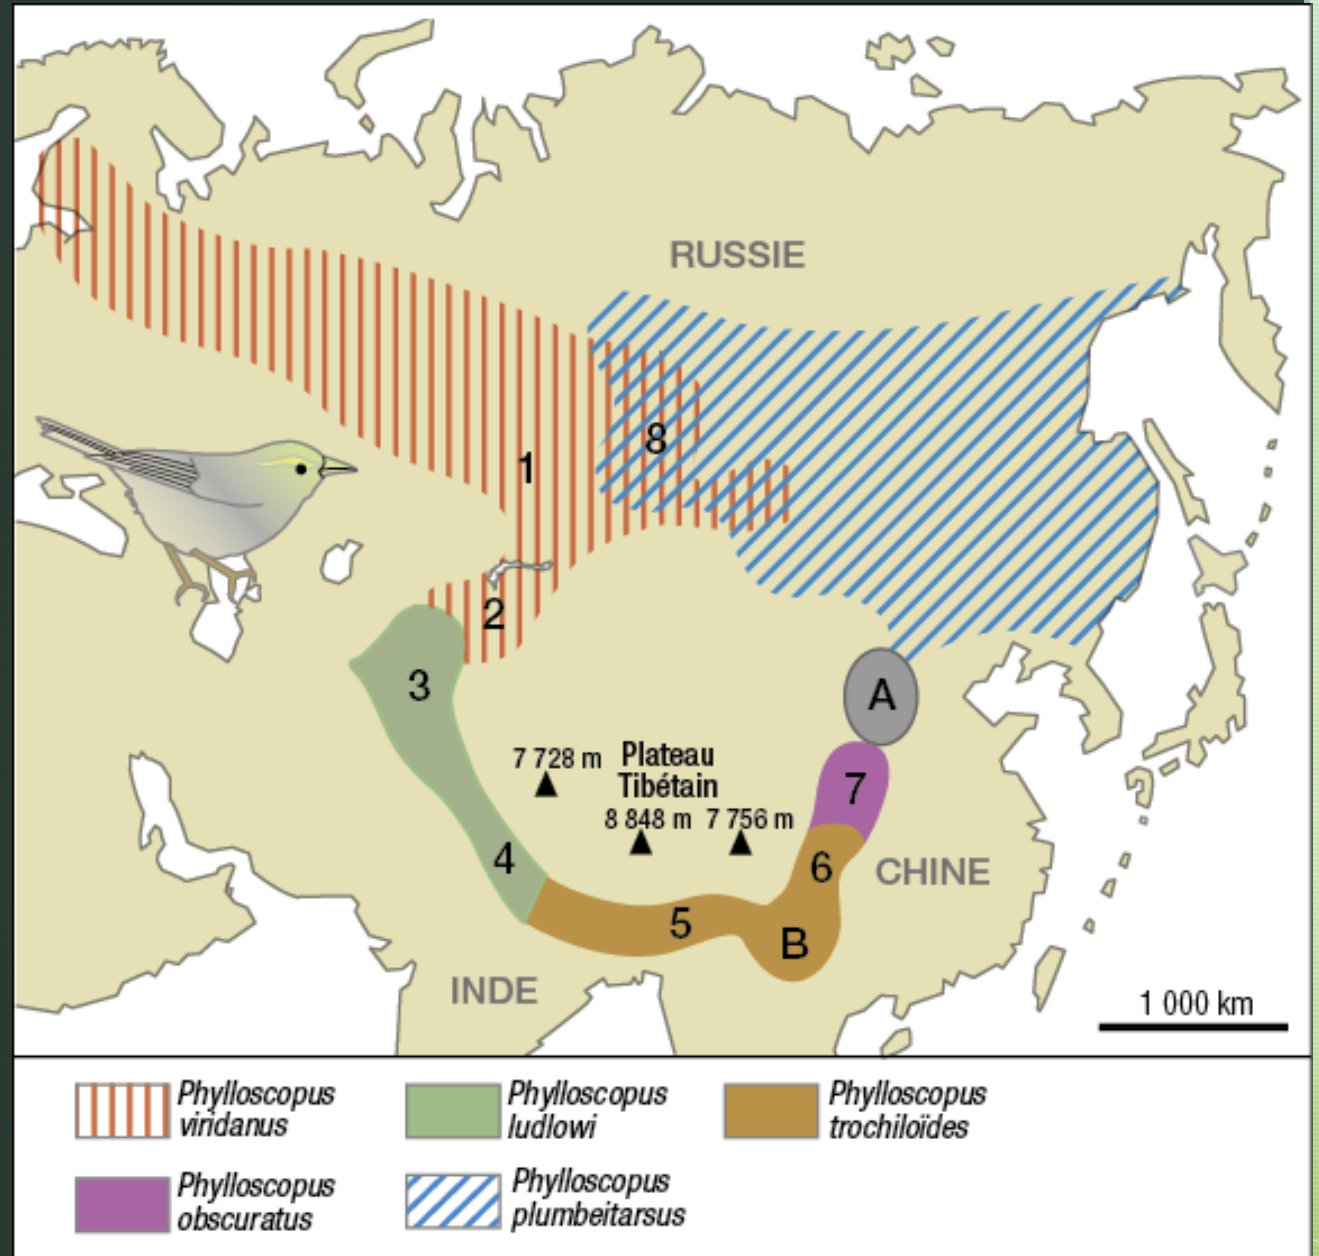 RUSSIE
8
1
2
3
A
7 728 m
Plateau
Tibétain
7
8 848 m
7 756 m
4
6
CHINE
5
B
INDE
1 000 km
Phylloscopus
viridanus
Phylloscopus
ludlowi
Phylloscopus
trochiloïdes
Phylloscopus
obscuratus
Phylloscopus
plumbeitarsus